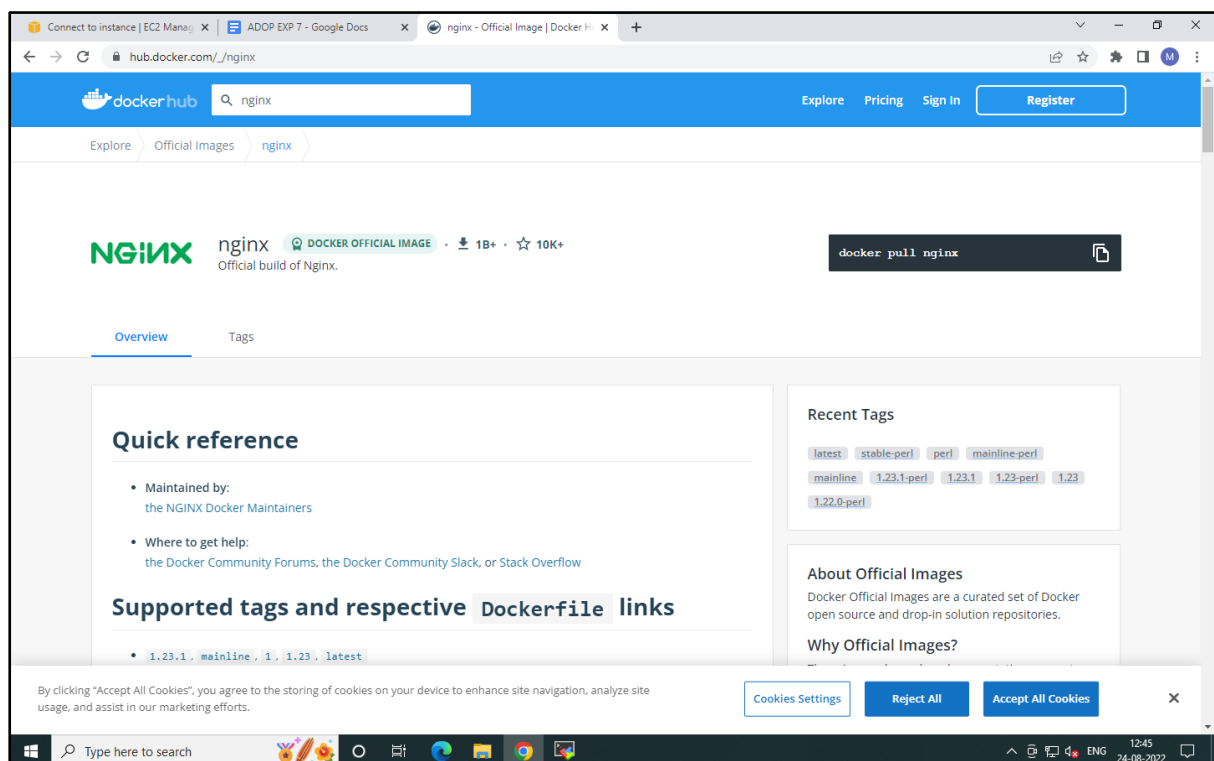 Connect to instance | EC2 Manag
ADOP EXP 7 - Google Docs
nginx - Official Image | Docker H
hub.docker.com/_/nginx
M
dockerhub
nginx
Explore
Pricing
Sign In
Register
Explore
Official Images
nginx
NGINX
nginx
DOCKER OFFICIAL IMAGE
1B+
10K+
Official build of Nginx.
docker pull nginx
Overview
Tags
Quick reference
Maintained by:
the NGINX Docker Maintainers
Where to get help:
the Docker Community Forums, the Docker Community Slack, or Stack Overflow
Supported tags and respective Dockerfile links
1.23.1, mainline, 1, 1.23, latest
Recent Tags
latest stable-perl perl mainline-perl
mainline 1.23.1-perl 1.23.1 1.23-perl 1.23
1.22.0-perl
About Official Images
Docker Official Images are a curated set of Docker
open source and drop-in solution repositories.
Why Official Images?
By clicking "Accept All Cookies", you agree to the storing of cookies on your device to enhance site navigation, analyze site
usage, and assist in our marketing efforts.
Cookies Settings
Reject All
Accept All Cookies
Type here to search
ENG
12:45
24-08-2022